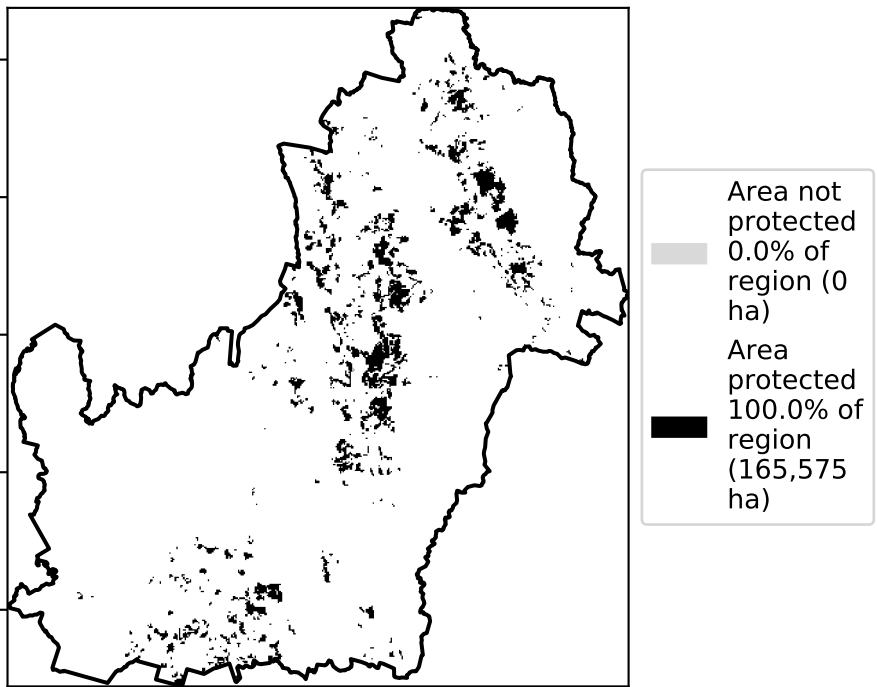 Area not
protected
0.0% of
region (0
ha)
Area
protected
100.0% of
region
(165,575
ha)